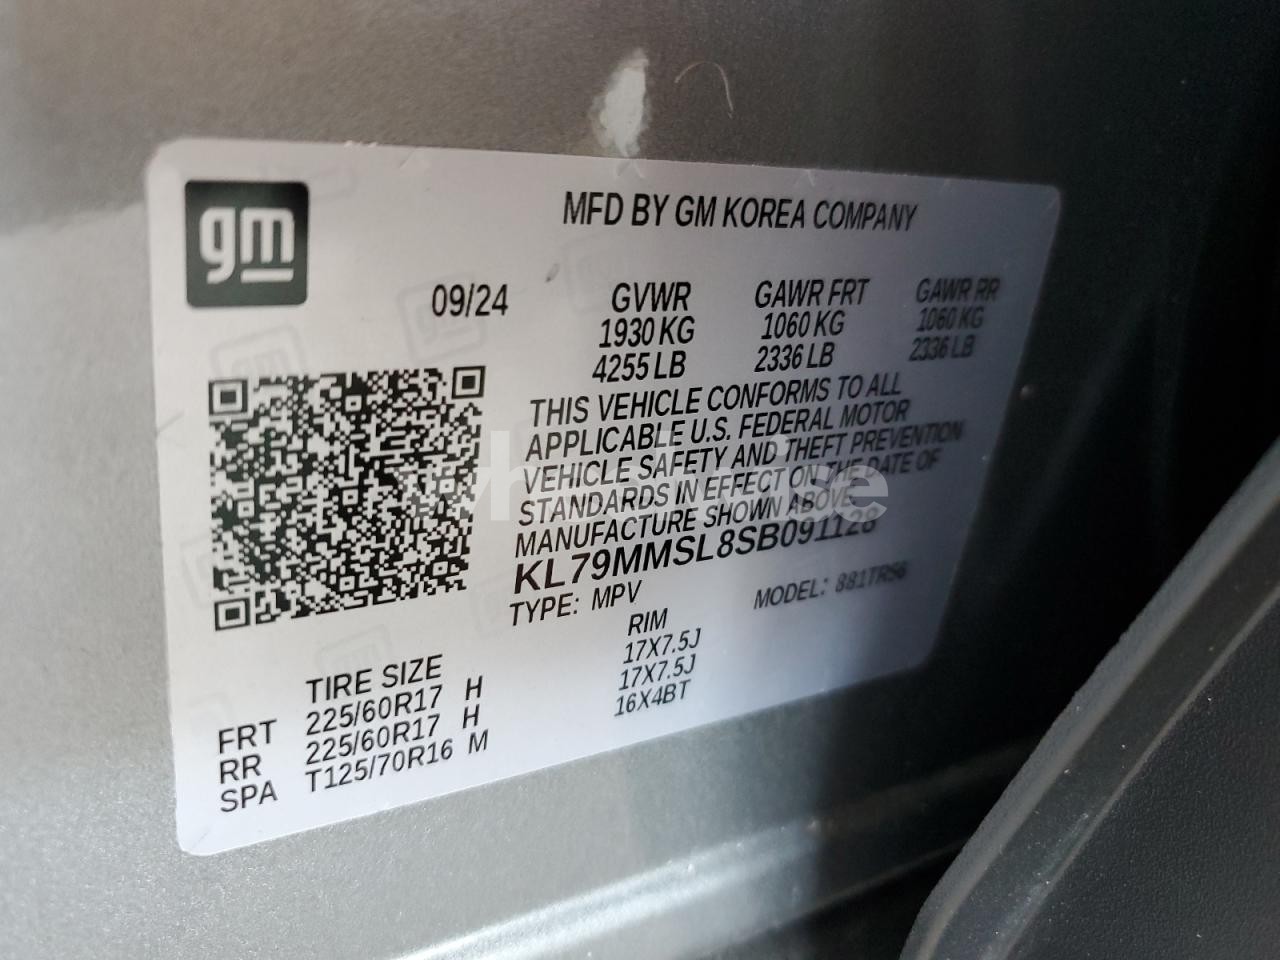 gm
MFD BY GM KOREA COMPANY
09/24 GVWR GAWR FRT GAWR RR
1930 KG 1060 KG 1060 KG
4255 LB 2336 LB 2336 LB
THIS VEHICLE CONFORMS TO ALL
APPLICABLE U.S. FEDERAL MOTOR
VEHICLE SAFETY AND THEFT PREVENTION
STANDARDS IN EFFECT ON THE DATE OF
MANUFACTURE SHOWN ABOVE.
KL79MMSL8SB091128
TYPE: MPV MODEL: 881TR56
TIRE SIZE RIM
FRT 225/60R17 H 17X7.5J
RR 225/60R17 H 17X7.5J
SPA T125/70R16 M 16X4BT